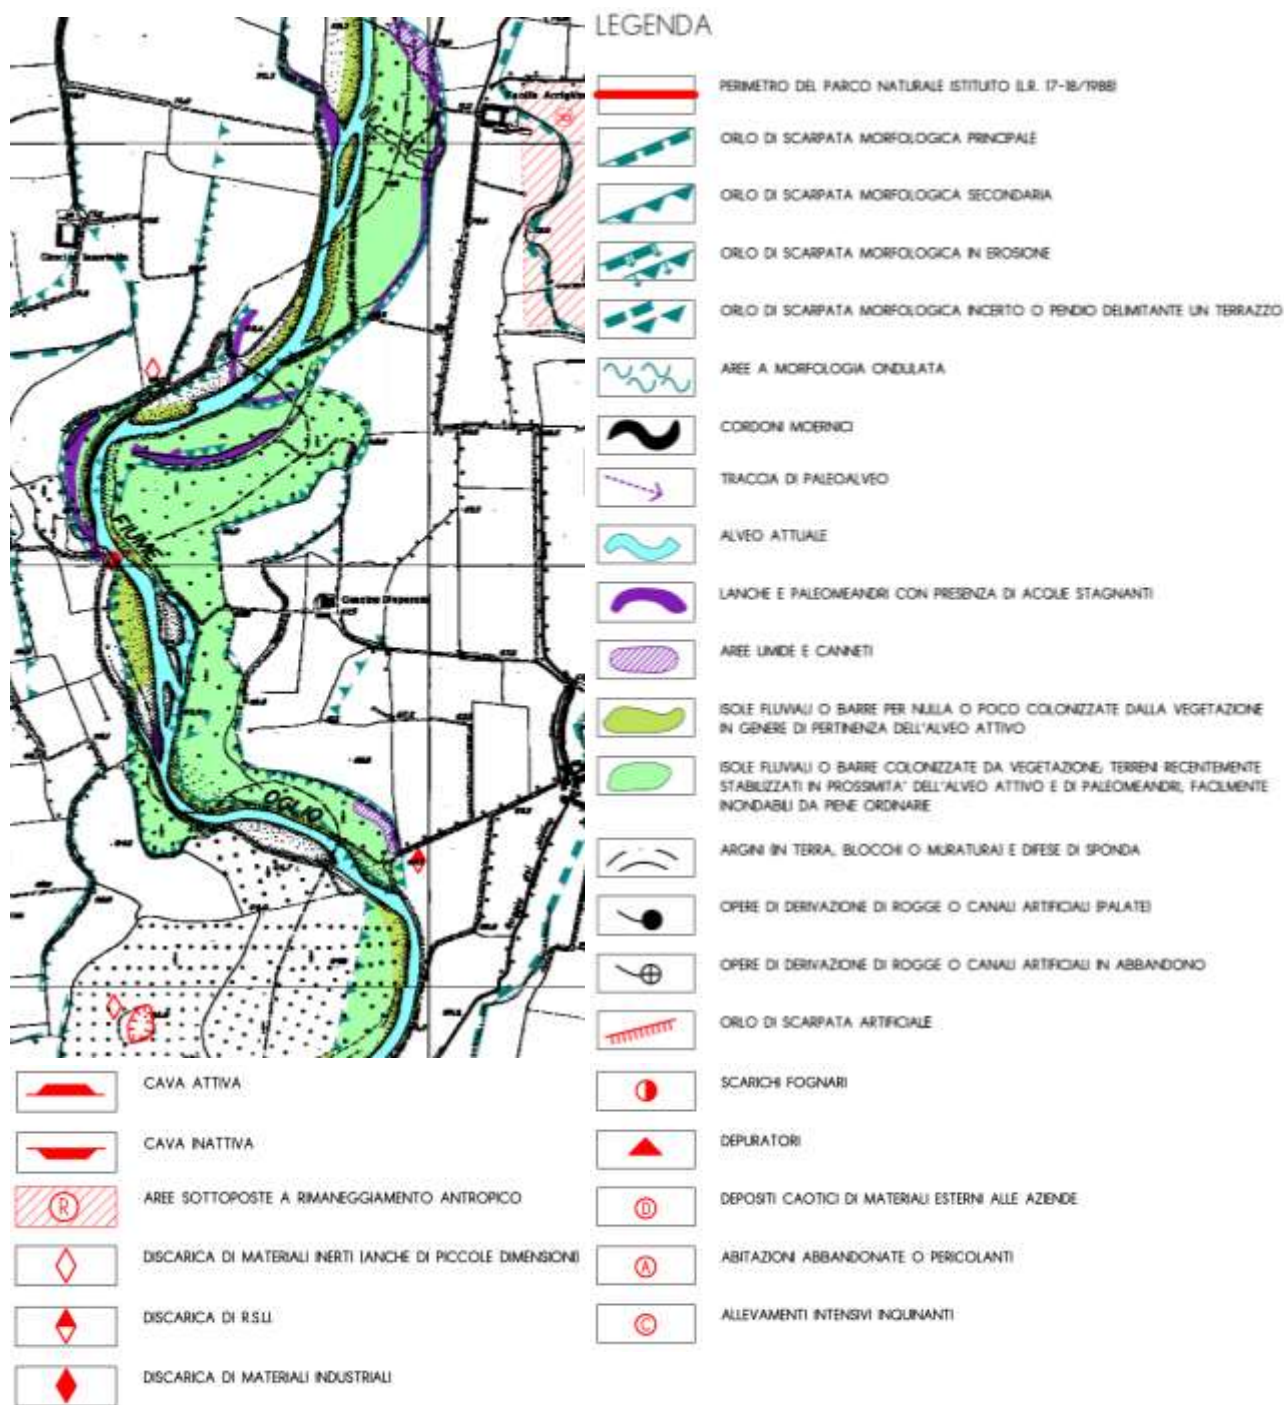 LEGENDA
PERIMETRO DEL PARCO NATURALE ISTITUITO (L.R. 17-18/1988)
ORLO DI SCARPATA MORFOLOGICA PRINCIPALE
ORLO DI SCARPATA MORFOLOGICA SECONDARIA
ORLO DI SCARPATA MORFOLOGICA IN EROSIONE
ORLO DI SCARPATA MORFOLOGICA INCERTO O PENDIO DELIMITANTE UN TERRAZZO
AREE A MORFOLOGIA ONDULATA
CORDONI MOERNICI
TRACCIA DI PALEOALVEO
ALVEO ATTUALE
LANCHE E PALEOMEANDRI CON PRESENZA DI ACQUE STAGNANTI
AREE UMIDE E CANNETI
ISOLE FLUVIALI O BARRE PER NULLA O POCO COLONIZZATE DALLA VEGETAZIONE
IN GENERE DI PERTINENZA DELL'ALVEO ATTIVO
ISOLE FLUVIALI O BARRE COLONIZZATE DA VEGETAZIONE; TERRENI RECENTEMENTE
STABILIZZATI IN PROSSIMITA' DELL'ALVEO ATTIVO E DI PALEOMEANDRI, FACILMENTE
INONDABILI DA PIENE ORDINARIE
ARGINI (IN TERRA, BLOCCHI O MURATURA) E DIFESE DI SPONDA
OPERE DI DERIVAZIONE DI ROGGE O CANALI ARTIFICIALI (PALATE)
OPERE DI DERIVAZIONE DI ROGGE O CANALI ARTIFICIALI IN ABBANDONO
ORLO DI SCARPATA ARTIFICIALE
FIUME
OGLIO
CAVA ATTIVA
CAVA INATTIVA
R
AREE SOTTOPOSTE A RIMANEGGIAMENTO ANTROPICO
DISCARICA DI MATERIALI INERTI (ANCHE DI PICCOLE DIMENSIONI)
DISCARICA DI R.S.U.
DISCARICA DI MATERIALI INDUSTRIALI
SCARICHI FOGNARI
DEPURATORI
D
DEPOSITI CAOTICI DI MATERIALI ESTERNI ALLE AZIENDE
A
ABITAZIONI ABBANDONATE O PERICOLANTI
C
ALLEVAMENTI INTENSIVI INQUINANTI